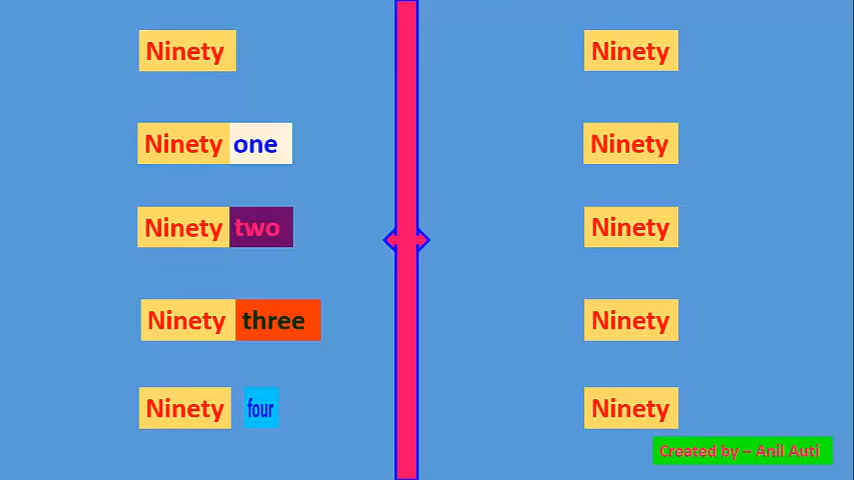 Ninety
Ninety one
Ninety two
Ninety three
Ninety four
Ninety
Ninety
Ninety
Ninety
Ninety
Created by – Anil Auti